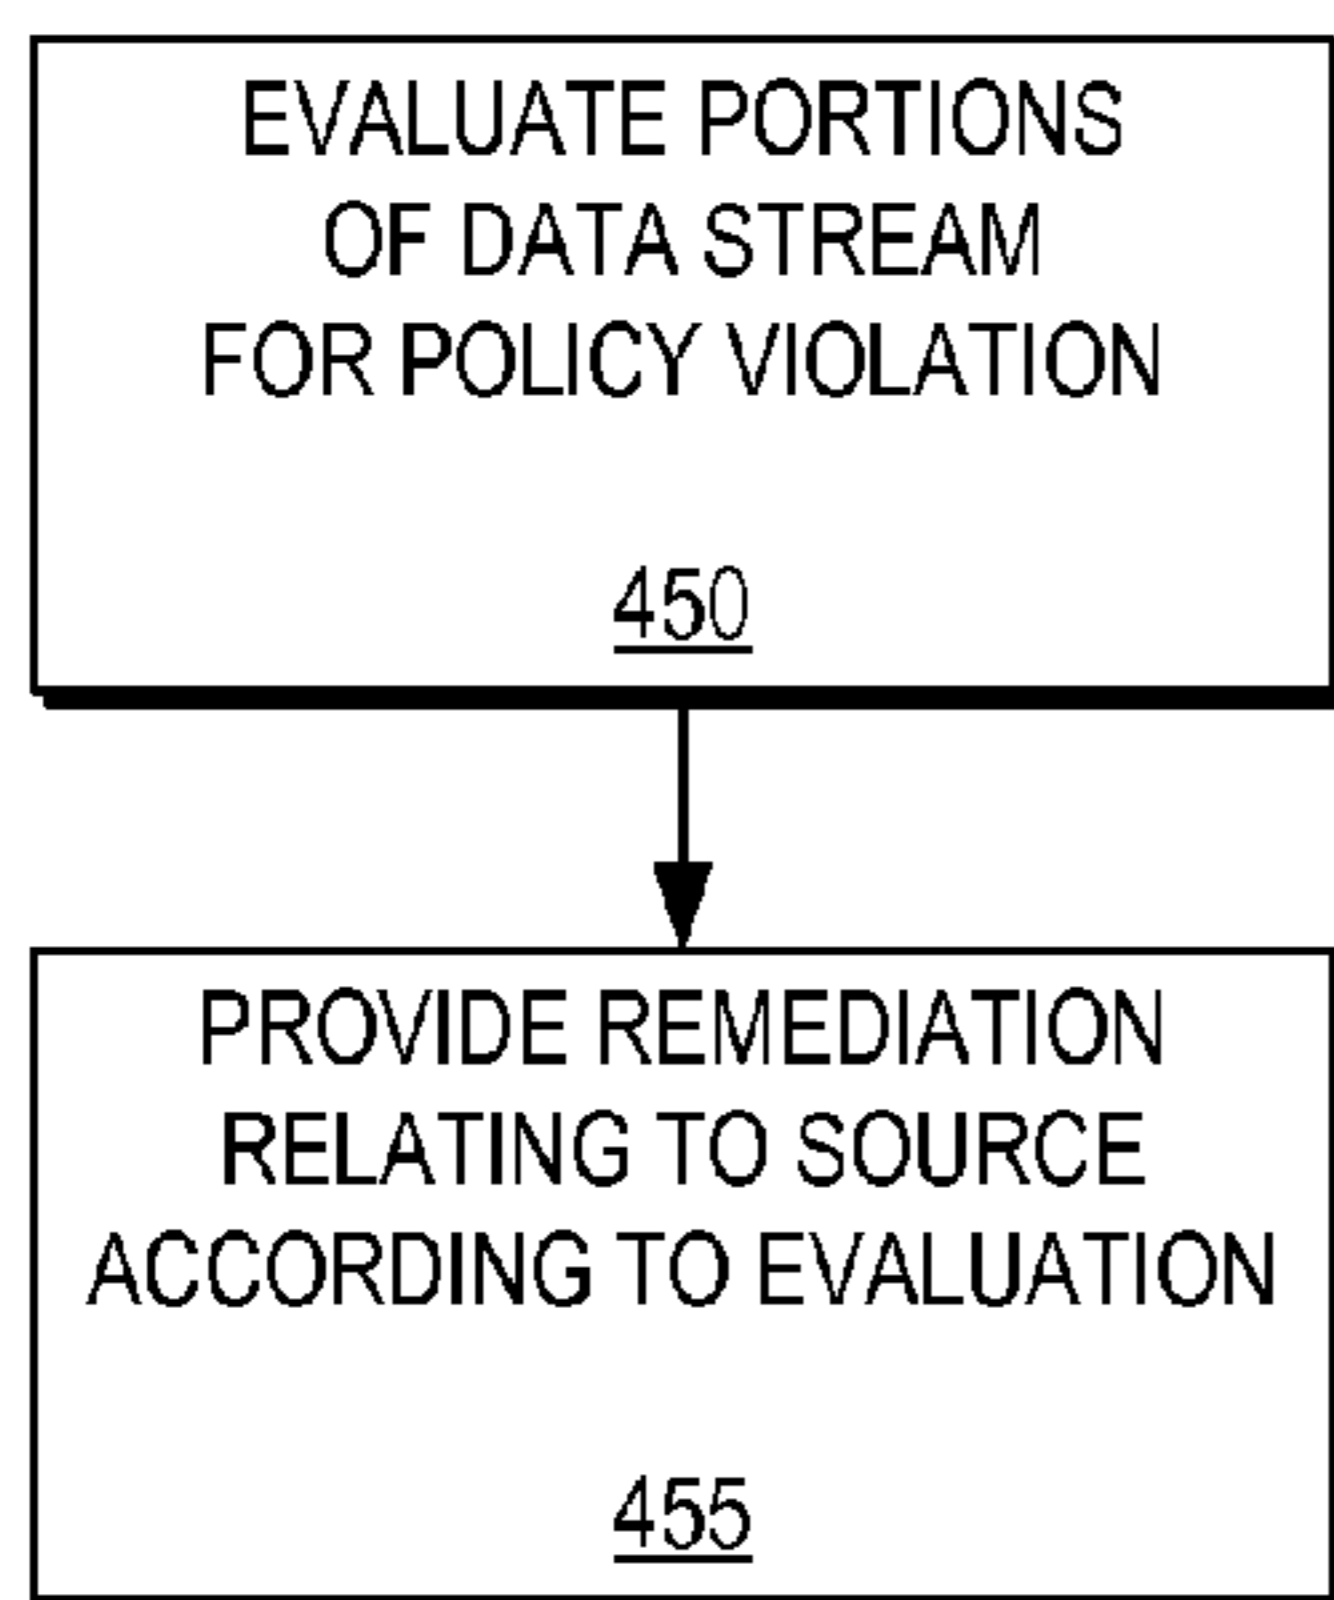 EVALUATE PORTIONS
OF DATA STREAM
FOR POLICY VIOLATION
450
PROVIDE REMEDIATION
RELATING TO SOURCE
ACCORDING TO EVALUATION
455